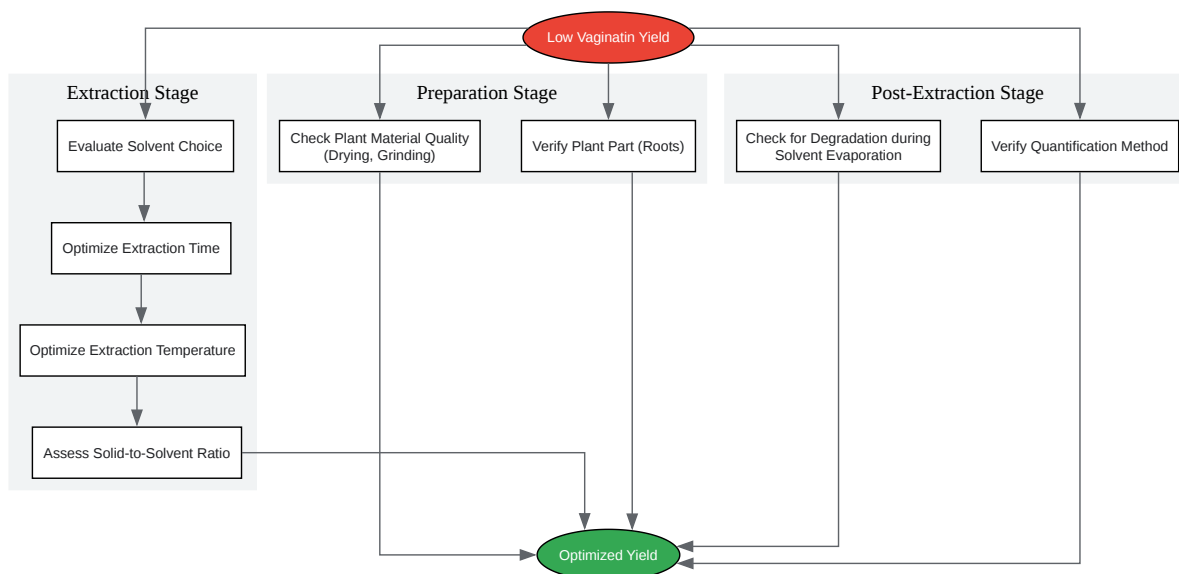 Low Vaginatin Yield
Extraction Stage
Preparation Stage
Post-Extraction Stage
Evaluate Solvent Choice
Check Plant Material Quality
(Drying, Grinding)
Verify Plant Part (Roots)
Check for Degradation during
Solvent Evaporation
Verify Quantification Method
Optimize Extraction Time
Optimize Extraction Temperature
Assess Solid-to-Solvent Ratio
Optimized Yield